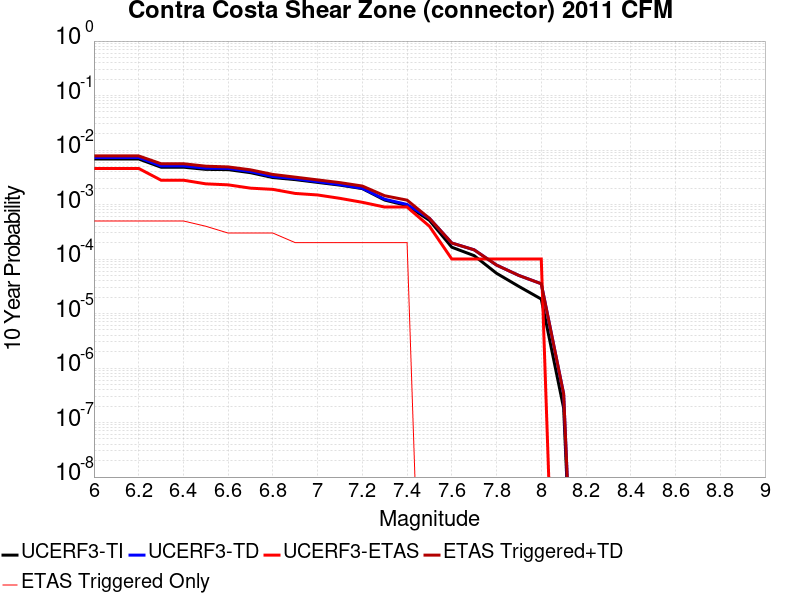 Contra Costa Shear Zone (connector) 2011 CFM
10 Year Probability
10^0
10^-1
10^-2
10^-3
10^-4
10^-5
10^-6
10^-7
10^-8
6 6.2 6.4 6.6 6.8 7 7.2 7.4 7.6 7.8 8 8.2 8.4 8.6 8.8 9
Magnitude
UCERF3-TI UCERF3-TD UCERF3-ETAS ETAS Triggered+TD
ETAS Triggered Only